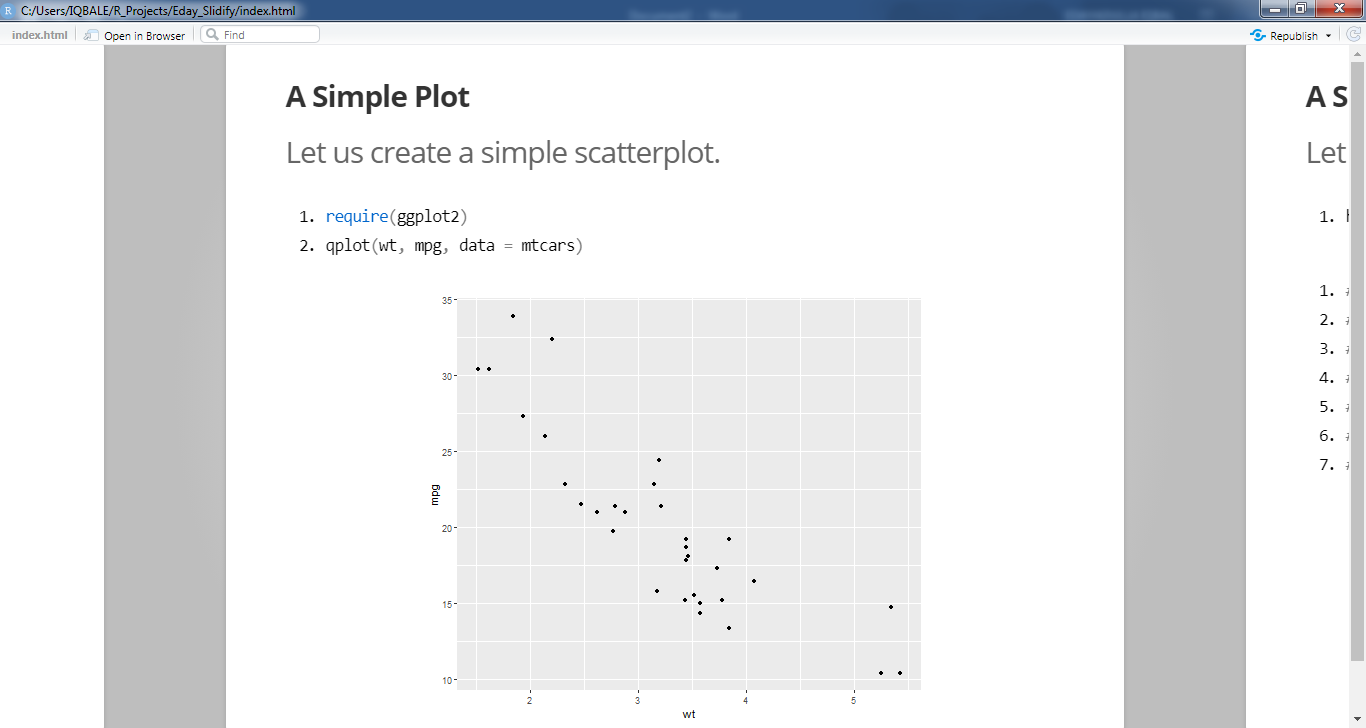 C:/Users/IQBALE/R_Projects/Eday_Slidify/index.html
index.html
Open in Browser
Find
Republish
A Simple Plot
Let us create a simple scatterplot.
1. require(ggplot2)
2. qplot(wt, mpg, data = mtcars)
35
30
25
20
15
10
mpg
2
3
4
5
wt
A S
Let
1.
1. #
2. #
3. #
4. #
5. #
6. #
7. #